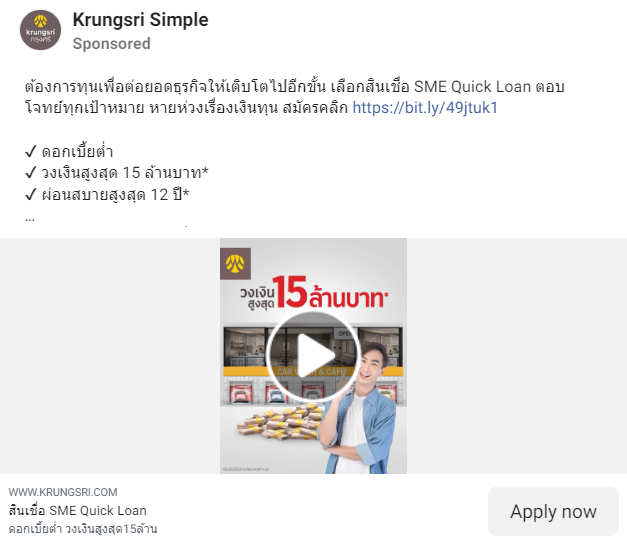 krungsri
กรุงศรี
Krungsri Simple
Sponsored
ต้องการทุนเพื่อต่อยอดธุรกิจให้เติบโตไปอีกขั้น เลือกสินเชื่อ SME Quick Loan ตอบ
โจทย์ทุกเป้าหมาย หายห่วงเรื่องเงินทุน สมัครคลิก https://bit.ly/49jtuk1
✓ ดอกเบี้ยต่ำ
✓ วงเงินสูงสุด 15 ล้านบาท*
✓ ผ่อนสบายสูงสุด 12 ปี*
...
วงเงิน
สูงสุด 15 ล้านบาท*
OPEN
CAR WASH & CAFE
WWW.KRUNGSRI.COM
สินเชื่อ SME Quick Loan
ดอกเบี้ยต่ำ วงเงินสูงสุด15ล้าน
Apply now